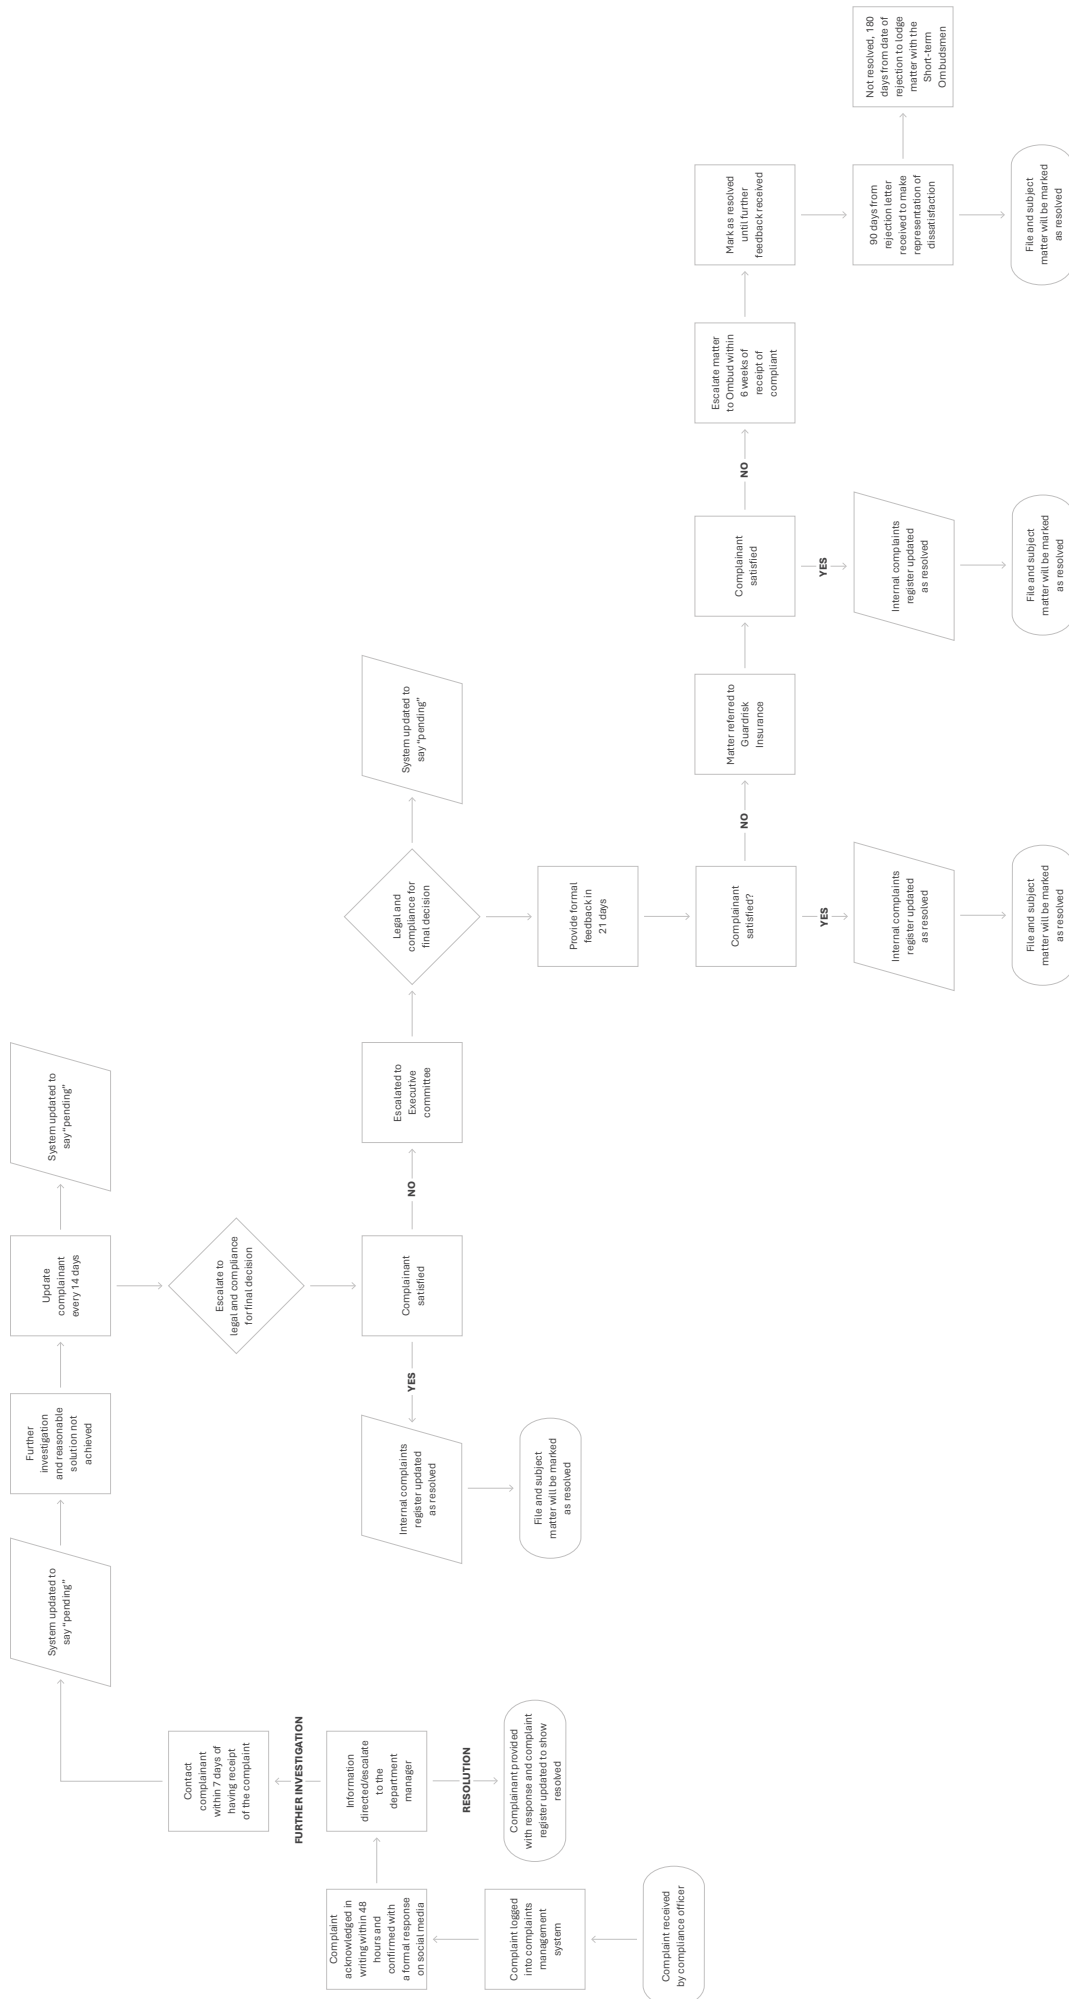 Complaint received
by compliance officer
Complaint logged
into complaints
management
system
Complaint
acknowledged in
writing within 48
hours and
confirmed with
a formal response
on social media
Information
directed/escalate
to the
department
manager
RESOLUTION
Complainant provided
with response and complaint
register updated to show
resolved
FURTHER INVESTIGATION
Contact
complainant
within 7 days of
having receipt
of the complaint
System updated to
say “pending”
Further
investigation
and reasonable
solution not
achieved
Update
complainant
every 14 days
System updated to
say “pending”
Escalate to
legal and compliance
for final decision
Complainant
satisfied
YES
Internal complaints
register updated
as resolved
File and subject
matter will be marked
as resolved
NO
Escalated to
Executive
committee
Legal and
compliance for
final decision
System updated to
say “pending”
Provide formal
feedback in
21 days
Complainant
satisfied?
YES
Internal complaints
register updated
as resolved
File and subject
matter will be marked
as resolved
NO
Matter referred to
Guardrisk
Insurance
Complainant
satisfied
YES
Internal complaints
register updated
as resolved
File and subject
matter will be marked
as resolved
NO
Escalate matter
to Ombud within
6 weeks of
receipt of
compliant
Mark as resolved
until further
feedback received
90 days from
rejection letter
received to make
representation of
dissatisfaction
File and subject
matter will be marked
as resolved
Not resolved, 180
days from date of
rejection to lodge
matter with the
Short-term
Ombudsmen